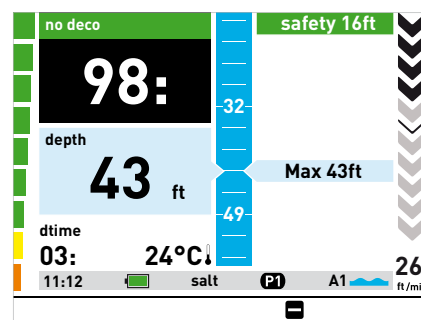 no deco
98:
safety 16ft
32
depth
43 ft
Max 43ft
49
dtime
03: 24°C
26
ft/mi
11:12 salt P1 A1